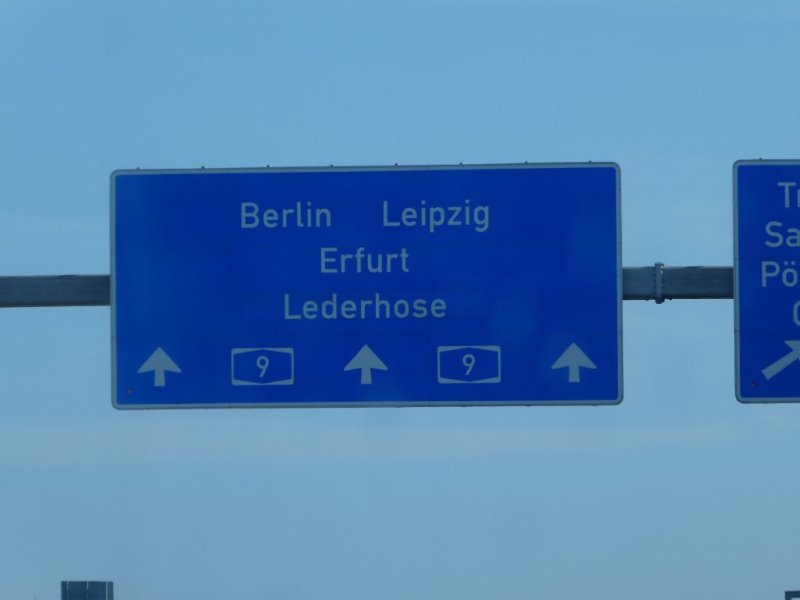 Berlin Leipzig
Erfurt
Lederhose
9 9